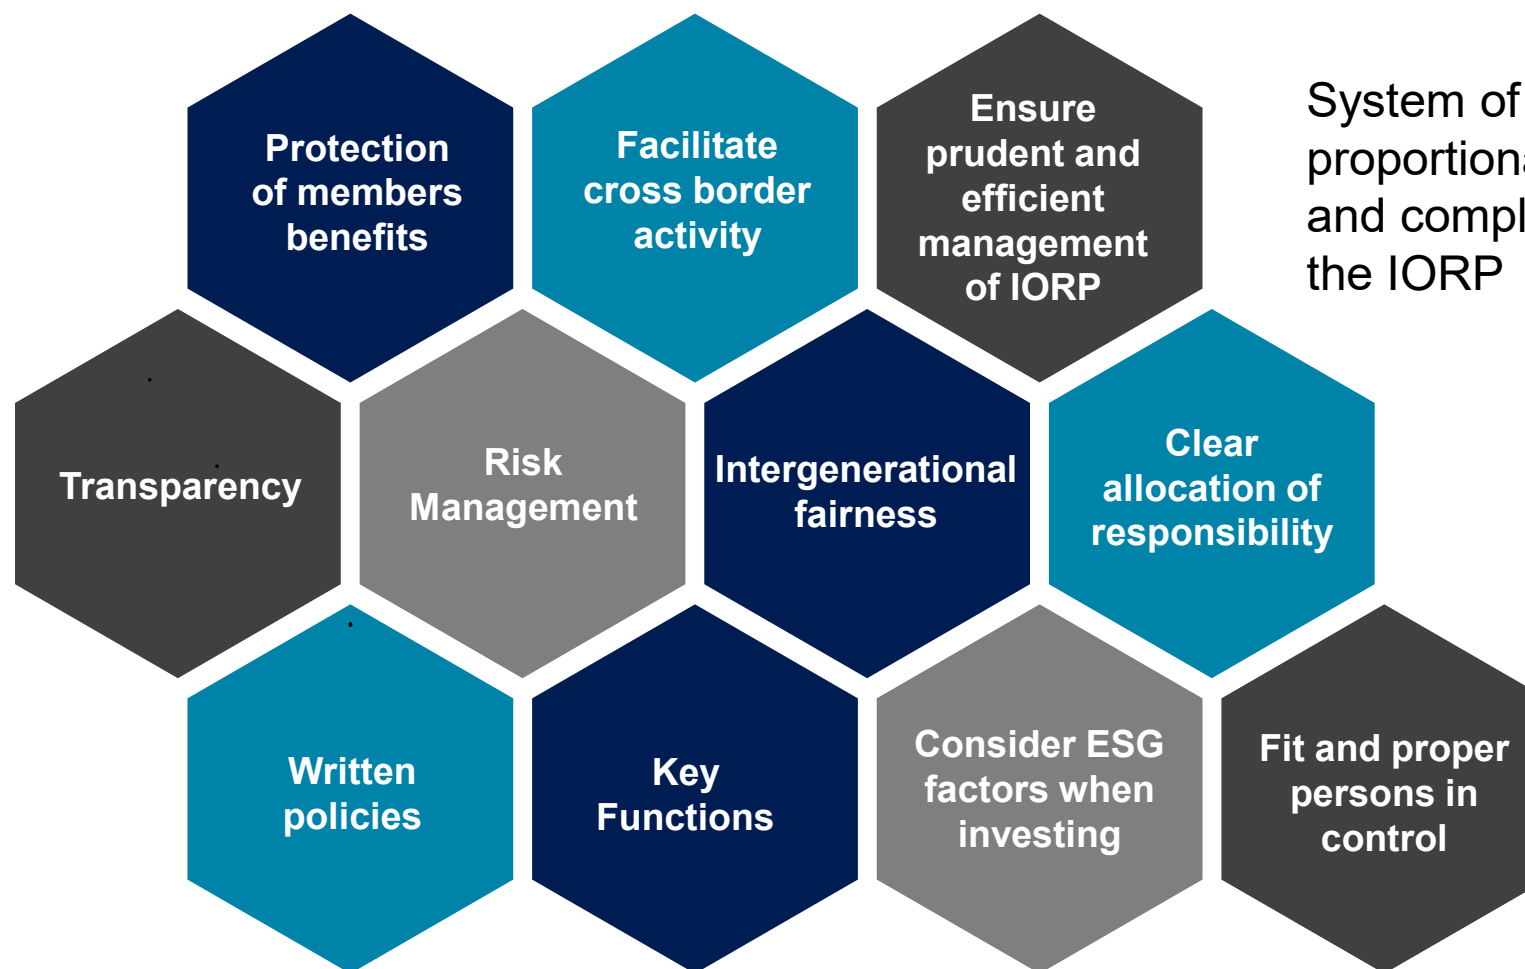 Protection
of members
benefits
Facilitate
cross border
activity
Ensure
prudent and
efficient
management
of IORP
System of
and
the IORP
Transparency
Risk
Management
Intergenerational
fairness
Clear
allocation of
responsibility
Written
policies
Key
Functions
Consider ESG
factors when
investing
Fit and proper
persons in
control